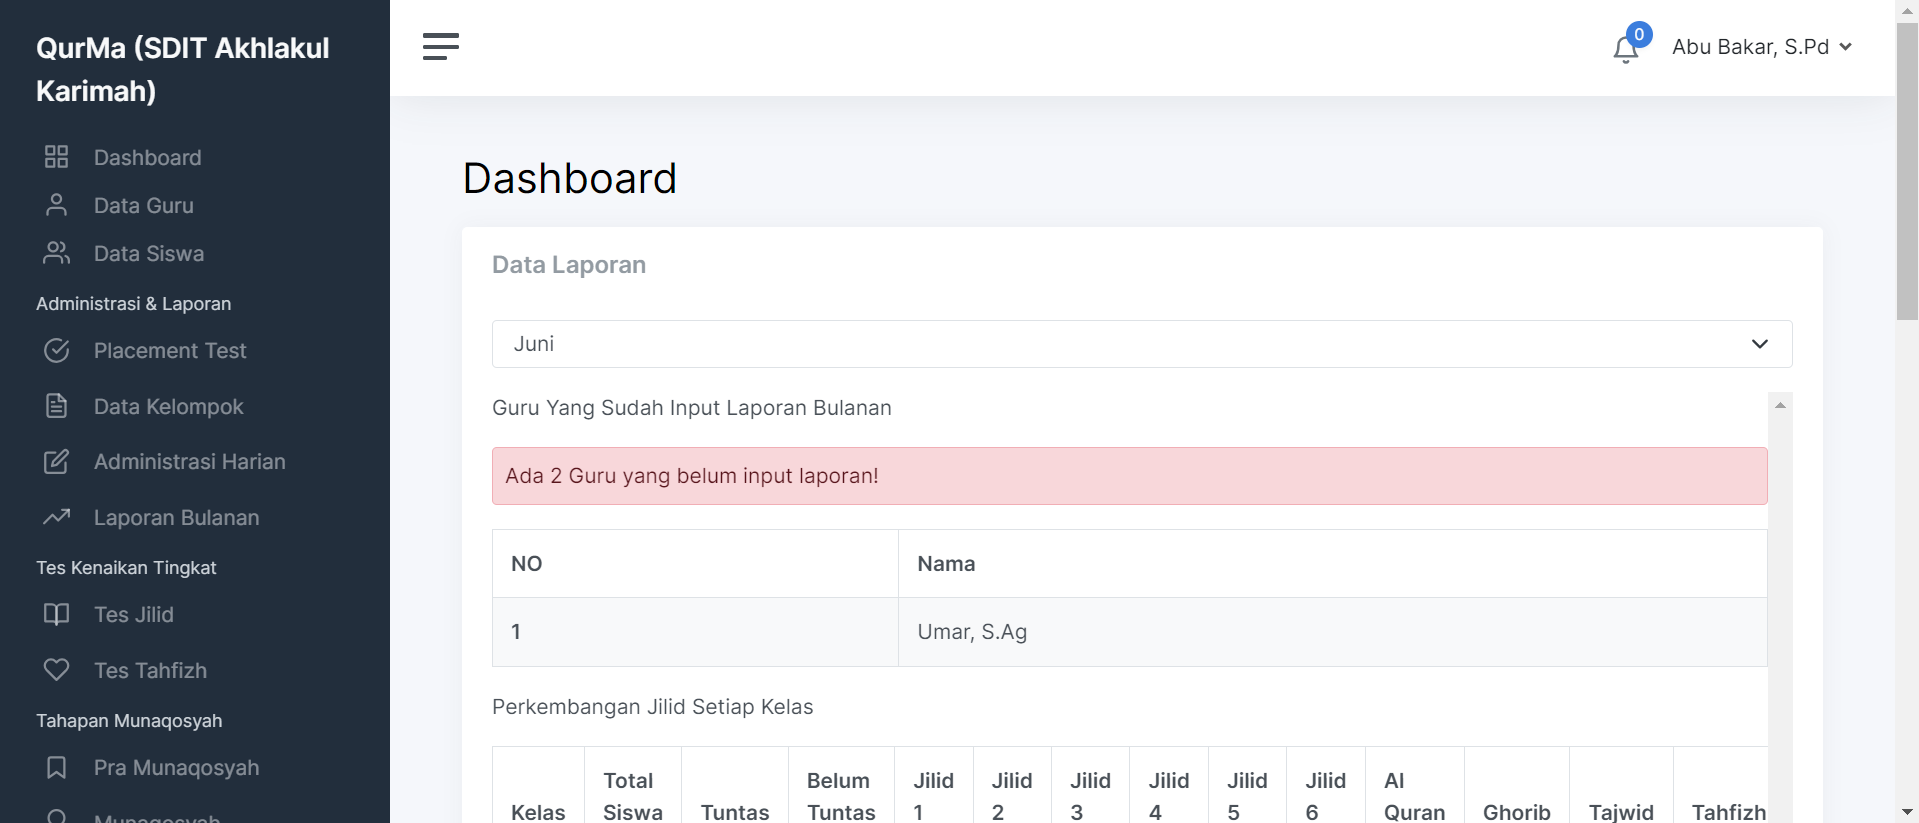 QurMa (SDIT Akhlakul
Karimah)
Dashboard
Data Guru
Data Siswa
Administrasi & Laporan
Placement Test
Data Kelompok
Administrasi Harian
Laporan Bulanan
Tes Kenaikan Tingkat
Tes Jilid
Tes Tahfizh
Tahapan Munaqosyah
Pra Munaqosyah
Munaqosyah
0
Abu Bakar, S.Pd
Dashboard
Data Laporan
Juni
Guru Yang Sudah Input Laporan Bulanan
Ada 2 Guru yang belum input laporan!
NO Nama
1 Umar, S.Ag
Perkembangan Jilid Setiap Kelas
Total Belum Jilid Jilid Jilid Jilid Jilid Jilid Al
Kelas Siswa Tuntas Tuntas 1 2 3 4 5 6 Quran Ghorib Tajwid Tahfizh